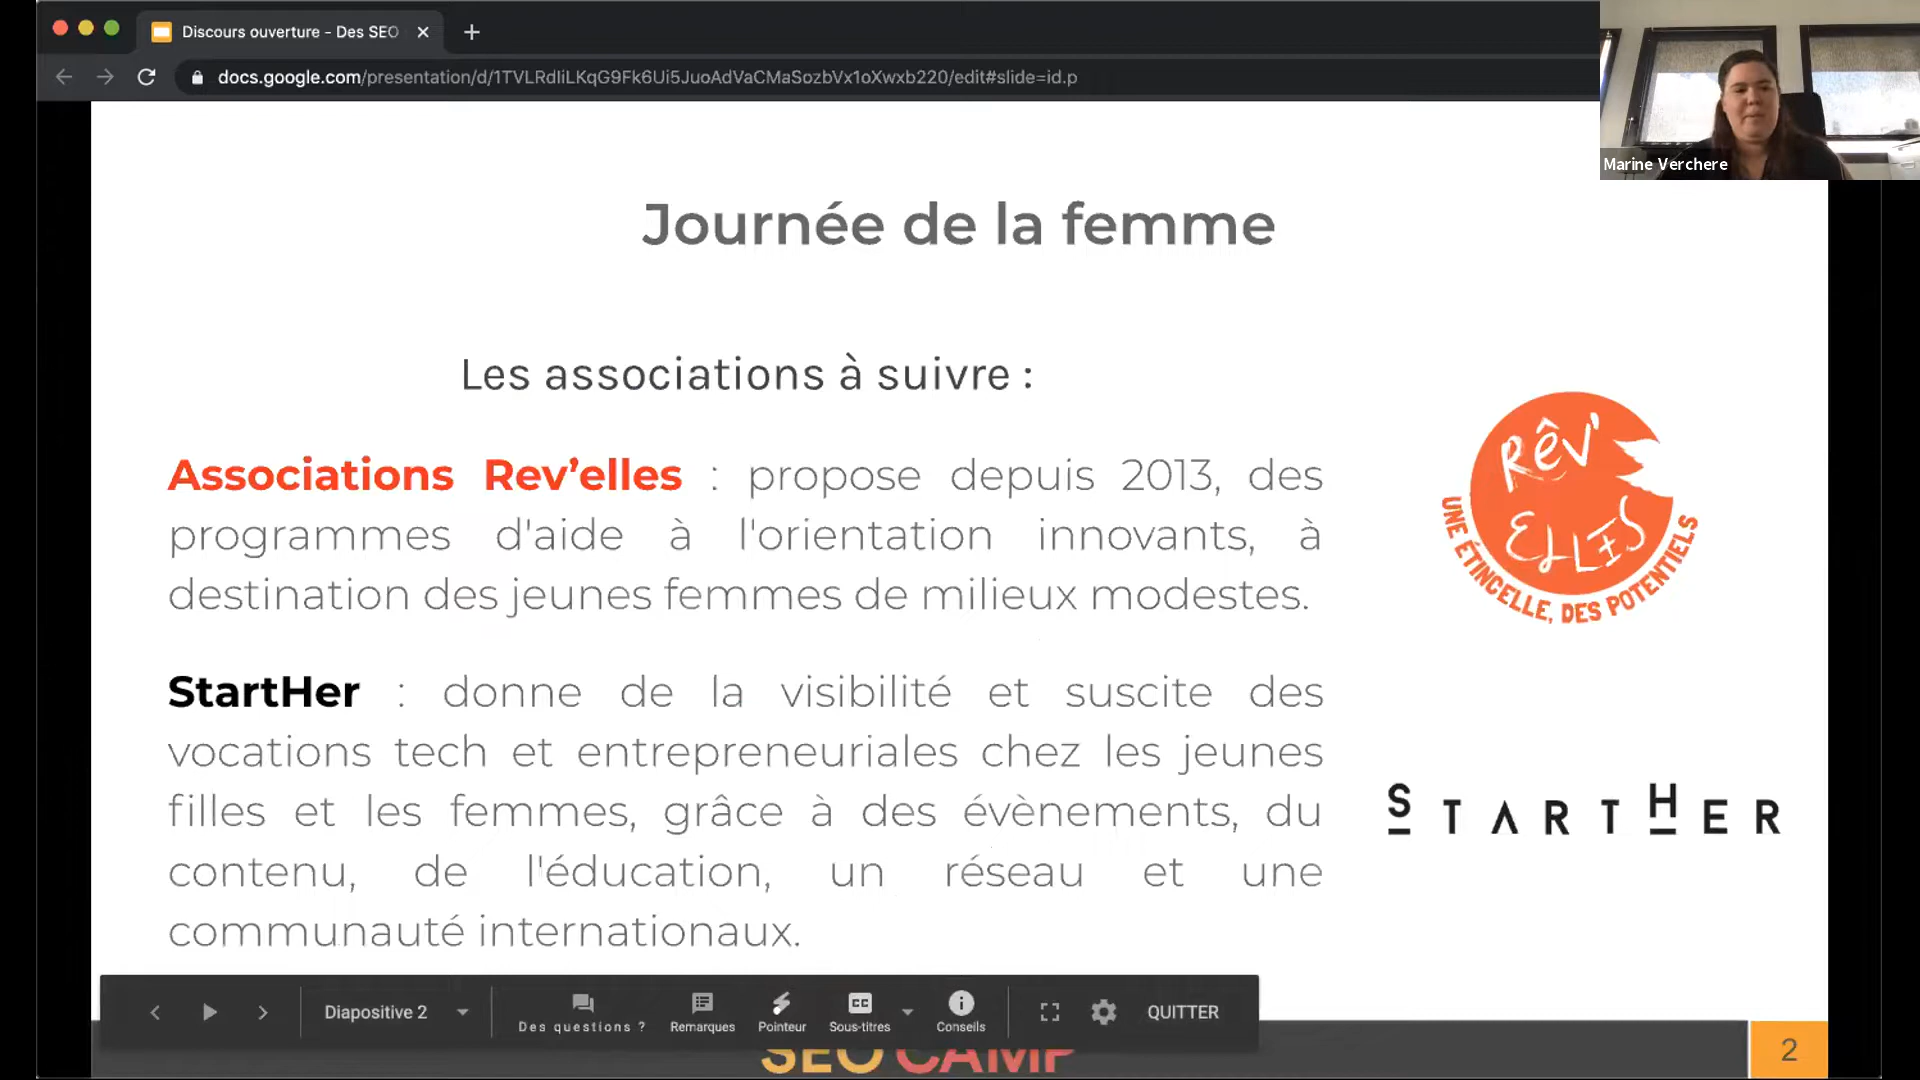 Discours ouverture - Des SEO
docs.google.com/presentation/d/1TVLRdIiLKqG9Fk6Ui5JuoAdVaCMaSozbVx1oXwxb220/edit#slide=id.p
Marine Verchere
Journée de la femme
Les associations à suivre :
Associations Rev’elles : propose depuis 2013, des
programmes d'aide à l'orientation innovants, à
destination des jeunes femmes de milieux modestes.
RÊV'
ELLES
UNE ÉTINCELLE, DES POTENTIELS
StartHer : donne de la visibilité et suscite des
vocations tech et entrepreneuriales chez les jeunes
filles et les femmes, grâce à des évènements, du
contenu, de l'éducation, un réseau et une
communauté internationaux.
STARTHER
Diapositive 2
Des questions ?
Remarques
Pointeur
Sous-titres
Conseils
QUITTER
SEO CAMP
2